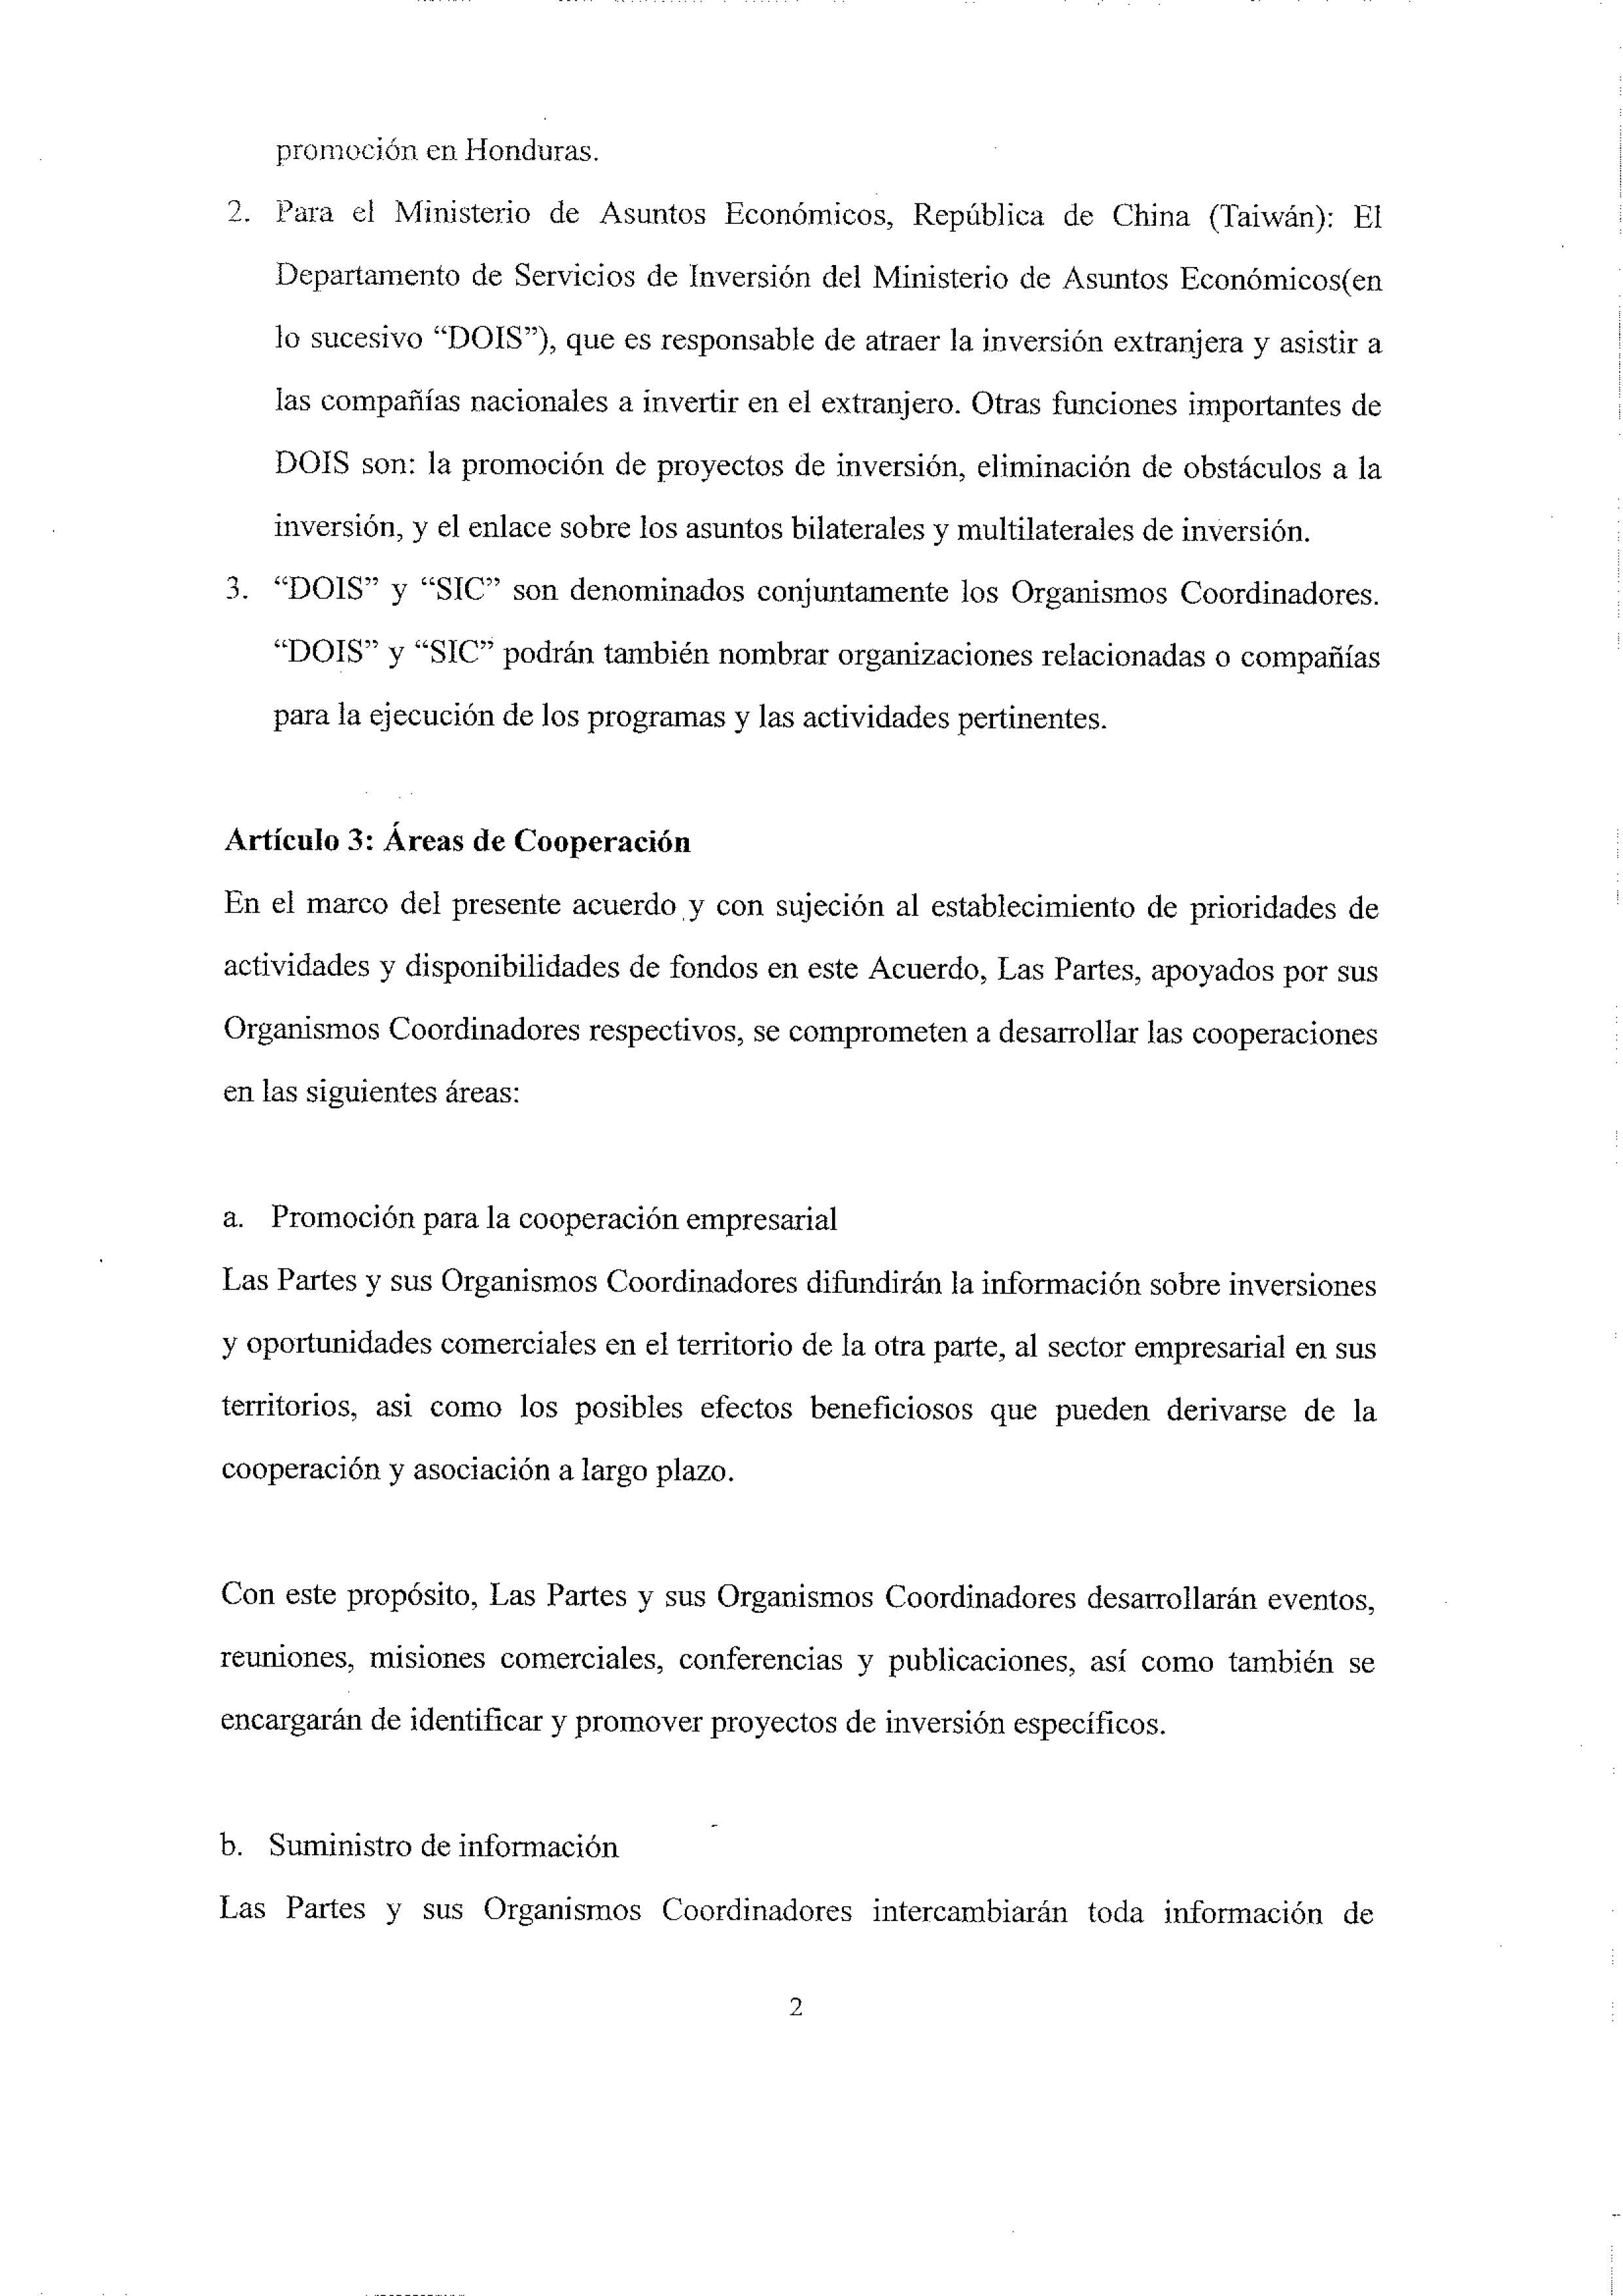 promoción en Honduras.
2. Para el Ministerio de Asuntos Económicos, República de China (Taiwán): El
Departamento de Servicios de Inversión del Ministerio de Asuntos Económicos(en
lo sucesivo “DOIS”), que es responsable de atraer la inversión extranjera y asistir a
las compañías nacionales a invertir en el extranjero. Otras funciones importantes de
DOIS son: la promoción de proyectos de inversión, eliminación de obstáculos a la
inversión, y el enlace sobre los asuntos bilaterales y multilaterales de inversión.
3. “DOIS” y “SIC” son denominados conjuntamente los Organismos Coordinadores.
“DOIS” y “SIC” podrán también nombrar organizaciones relacionadas o compañías
para la ejecución de los programas y las actividades pertinentes.
Artículo 3: Áreas de Cooperación
En el marco del presente acuerdo y con sujeción al establecimiento de prioridades de
actividades y disponibilidades de fondos en este Acuerdo, Las Partes, apoyados por sus
Organismos Coordinadores respectivos, se comprometen a desarrollar las cooperaciones
en las siguientes áreas:
a. Promoción para la cooperación empresarial
Las Partes y sus Organismos Coordinadores difundirán la información sobre inversiones
y oportunidades comerciales en el territorio de la otra parte, al sector empresarial en sus
territorios, asi como los posibles efectos beneficiosos que pueden derivarse de la
cooperación y asociación a largo plazo.
Con este propósito, Las Partes y sus Organismos Coordinadores desarrollarán eventos,
reuniones, misiones comerciales, conferencias y publicaciones, así como también se
encargarán de identificar y promover proyectos de inversión específicos.
b. Suministro de información
Las Partes y sus Organismos Coordinadores intercambiarán toda información de
2